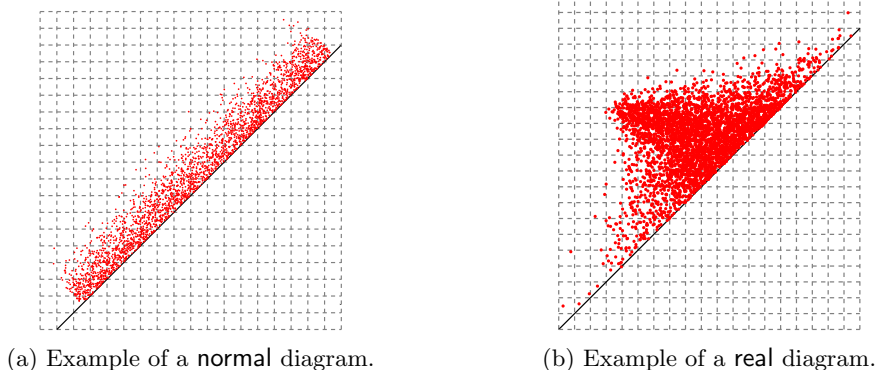 (a) Example of a normal diagram.
(b) Example of a real diagram.